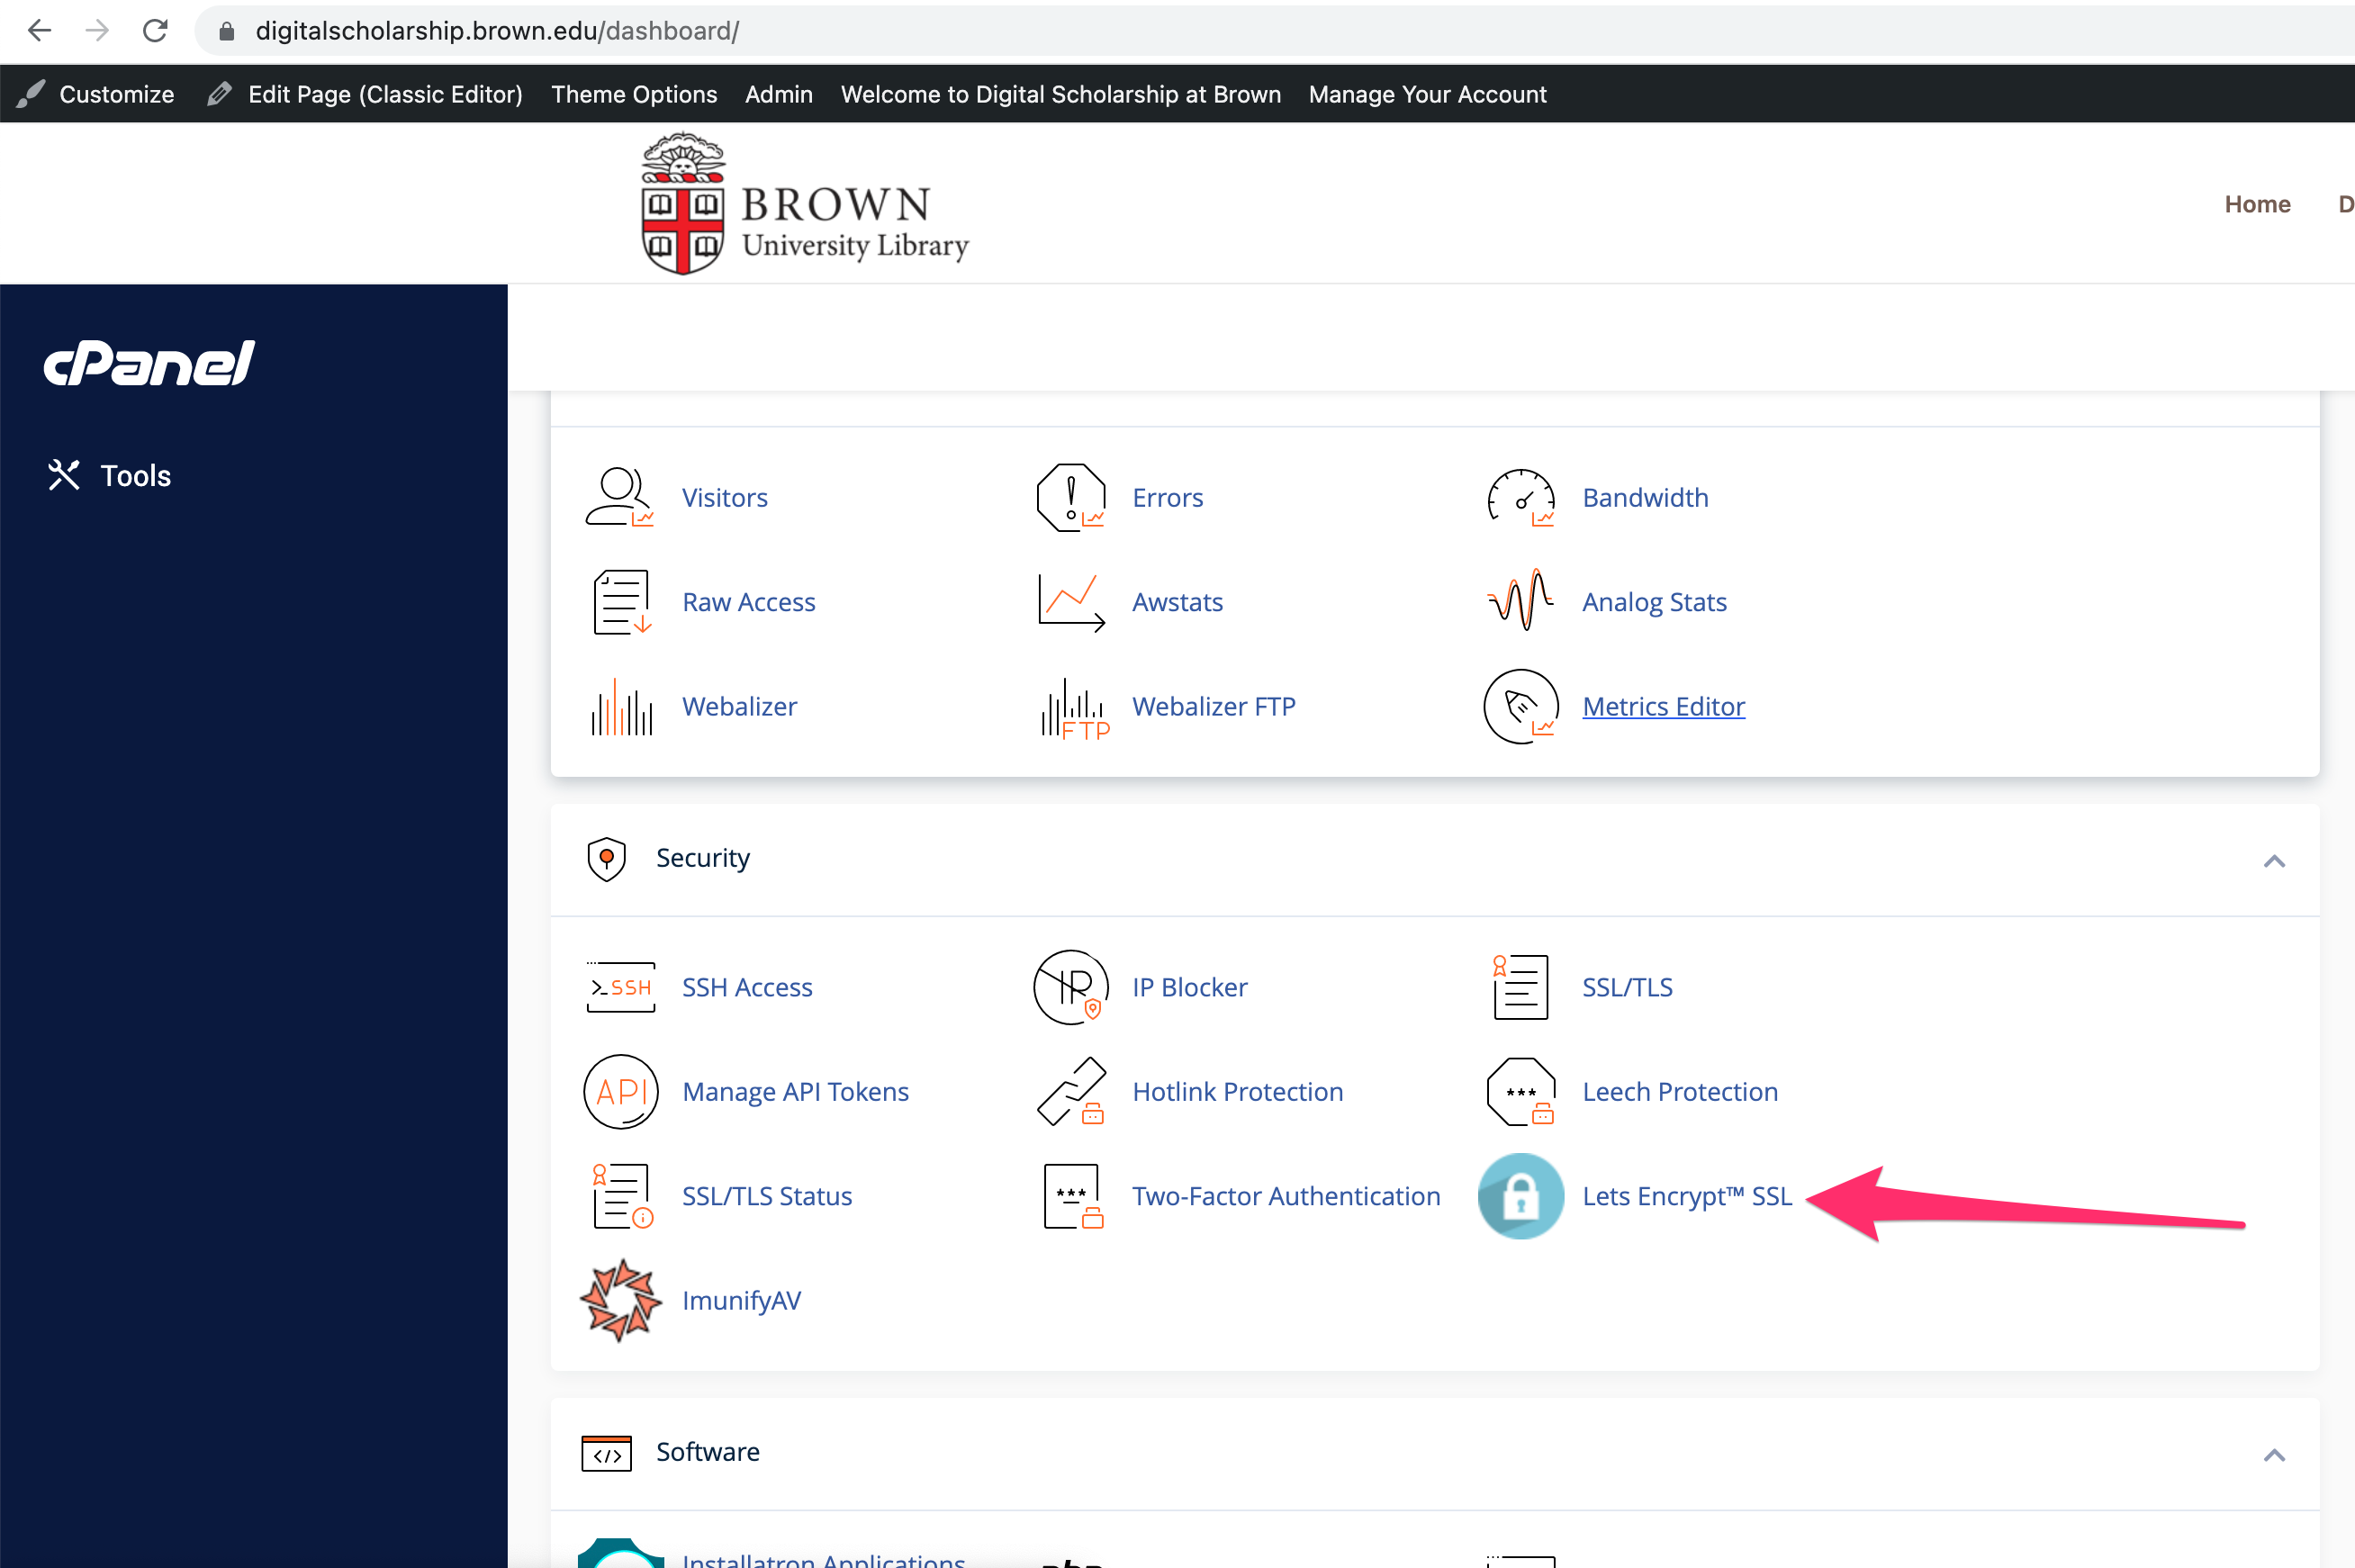 digitalscholarship.brown.edu/dashboard/
Customize Edit Page (Classic Editor) Theme Options Admin Welcome to Digital Scholarship at Brown Manage Your Account
BROWN
University Library
Home D
cPanel
Tools
Visitors Errors Bandwidth
Raw Access Awstats Analog Stats
Webalizer FTP Webalizer FTP Metrics Editor
Security
>_SSH SSH Access IP IP Blocker SSL/TLS
API Manage API Tokens Hotlink Protection *** Leech Protection
SSL/TLS Status *** Two-Factor Authentication Lets Encrypt™ SSL
ImunifyAV
</> Software
Installatron Applications php